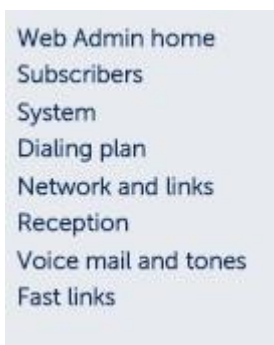 Web Admin home
Subscribers
System
Dialing plan
Network and links
Reception
Voice mail and tones
Fast links